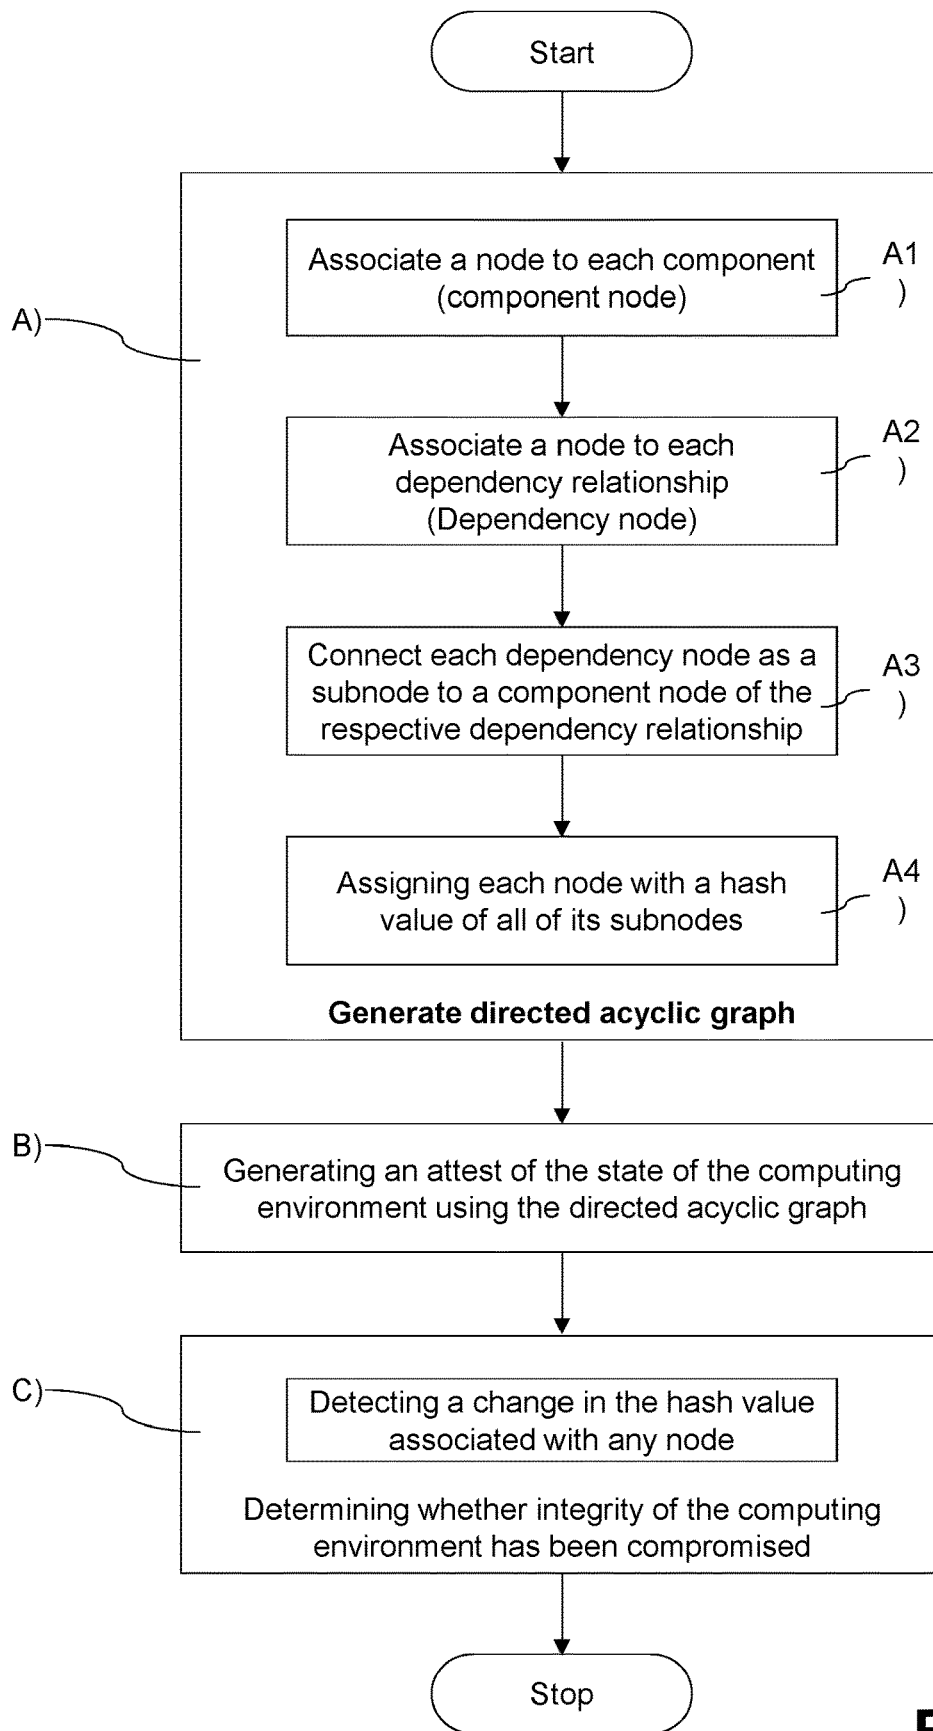 Start
Associate a node to each component
(component node)
A1
)
A)
Associate a node to each
dependency relationship
(Dependency node)
A2
)
Connect each dependency node as a
subnode to a component node of the
respective dependency relationship
A3
)
Assigning each node with a hash
value of all of its subnodes
A4
)
Generate directed acyclic graph
B)
Generating an attest of the state of the computing
environment using the directed acyclic graph
C)
Detecting a change in the hash value
associated with any node
Determining whether integrity of the computing
environment has been compromised
Stop